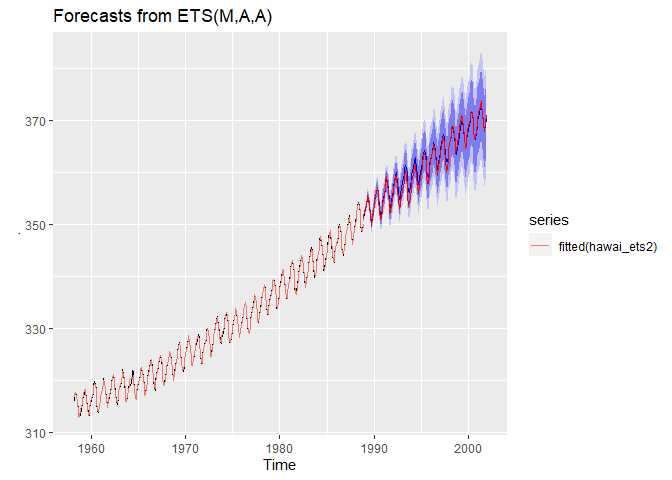 Forecasts from ETS(M,A,A)
370
350
330
310
1960
1970
1980
1990
2000
Time
.
series
fitted(hawai_ets2)